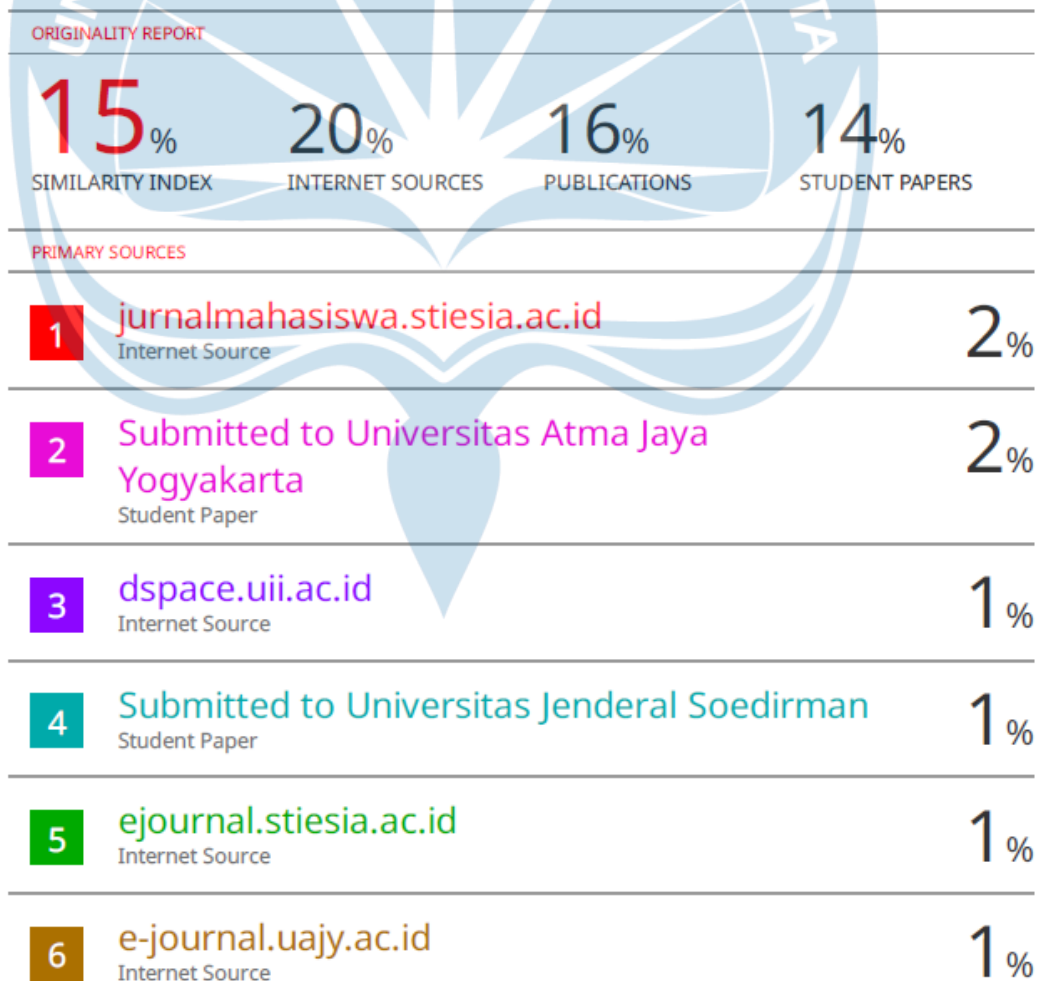 ORIGINALITY REPORT
15% 20% 16% 14%
SIMILARITY INDEX INTERNET SOURCES PUBLICATIONS STUDENT PAPERS
PRIMARY SOURCES
1 jurnalmahasiswa.stiesia.ac.id 2%
Internet Source
2 Submitted to Universitas Atma Jaya 2%
Yogyakarta
Student Paper
3 dspace.uii.ac.id 1%
Internet Source
4 Submitted to Universitas Jenderal Soedirman 1%
Student Paper
5 ejournal.stiesia.ac.id 1%
Internet Source
6 e-journal.uajy.ac.id 1%
Internet Source